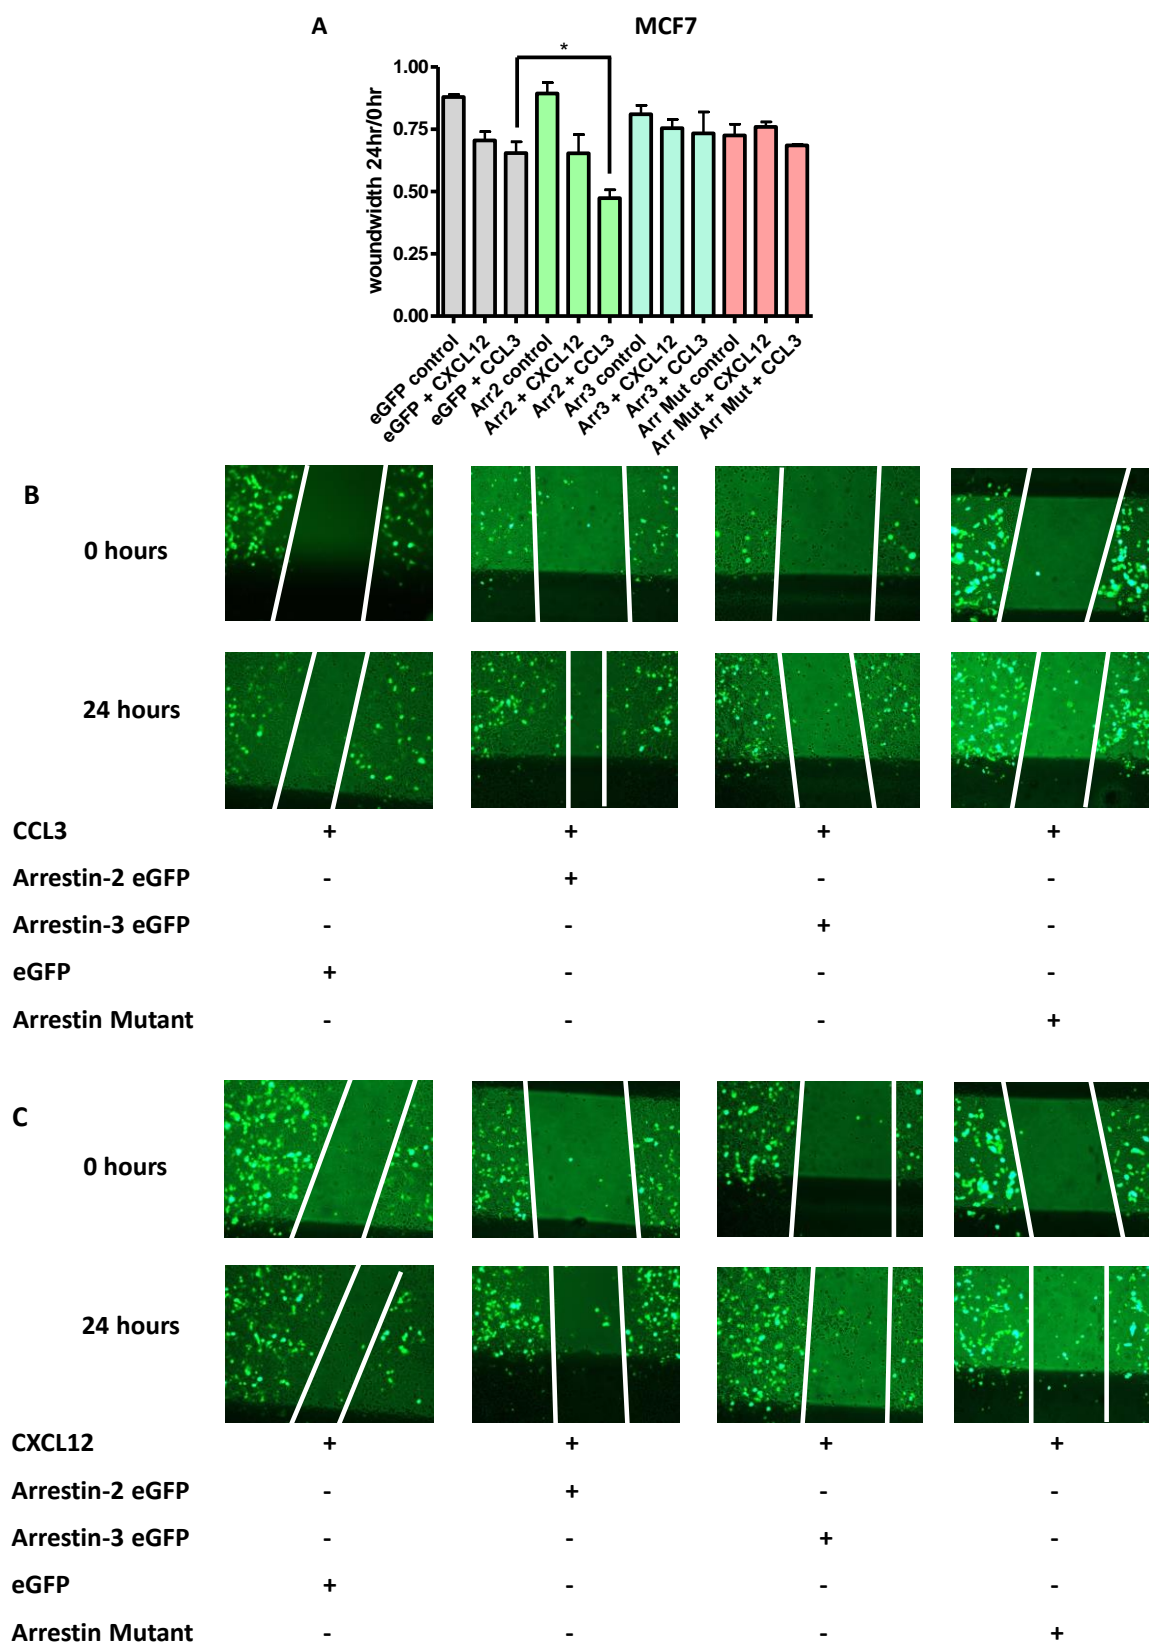 A MCF7
*
1.00
0.75
0.50
0.25
0.00
woundwidth 24hr/0hr
eGFP control
eGFP + CXCL12
eGFP + CCL3
Arr2 control
Arr2 + CXCL12
Arr2 + CCL3
Arr3 control
Arr3 + CXCL12
Arr3 + CCL3
Arr Mut control
Arr Mut + CXCL12
Arr Mut + CCL3
B
0 hours
24 hours
CCL3 + + + +
Arrestin-2 eGFP - + - -
Arrestin-3 eGFP - - + -
eGFP + - - -
Arrestin Mutant - - - +
C
0 hours
24 hours
CXCL12 + + + +
Arrestin-2 eGFP - + - -
Arrestin-3 eGFP - - + -
eGFP + - - -
Arrestin Mutant - - - +